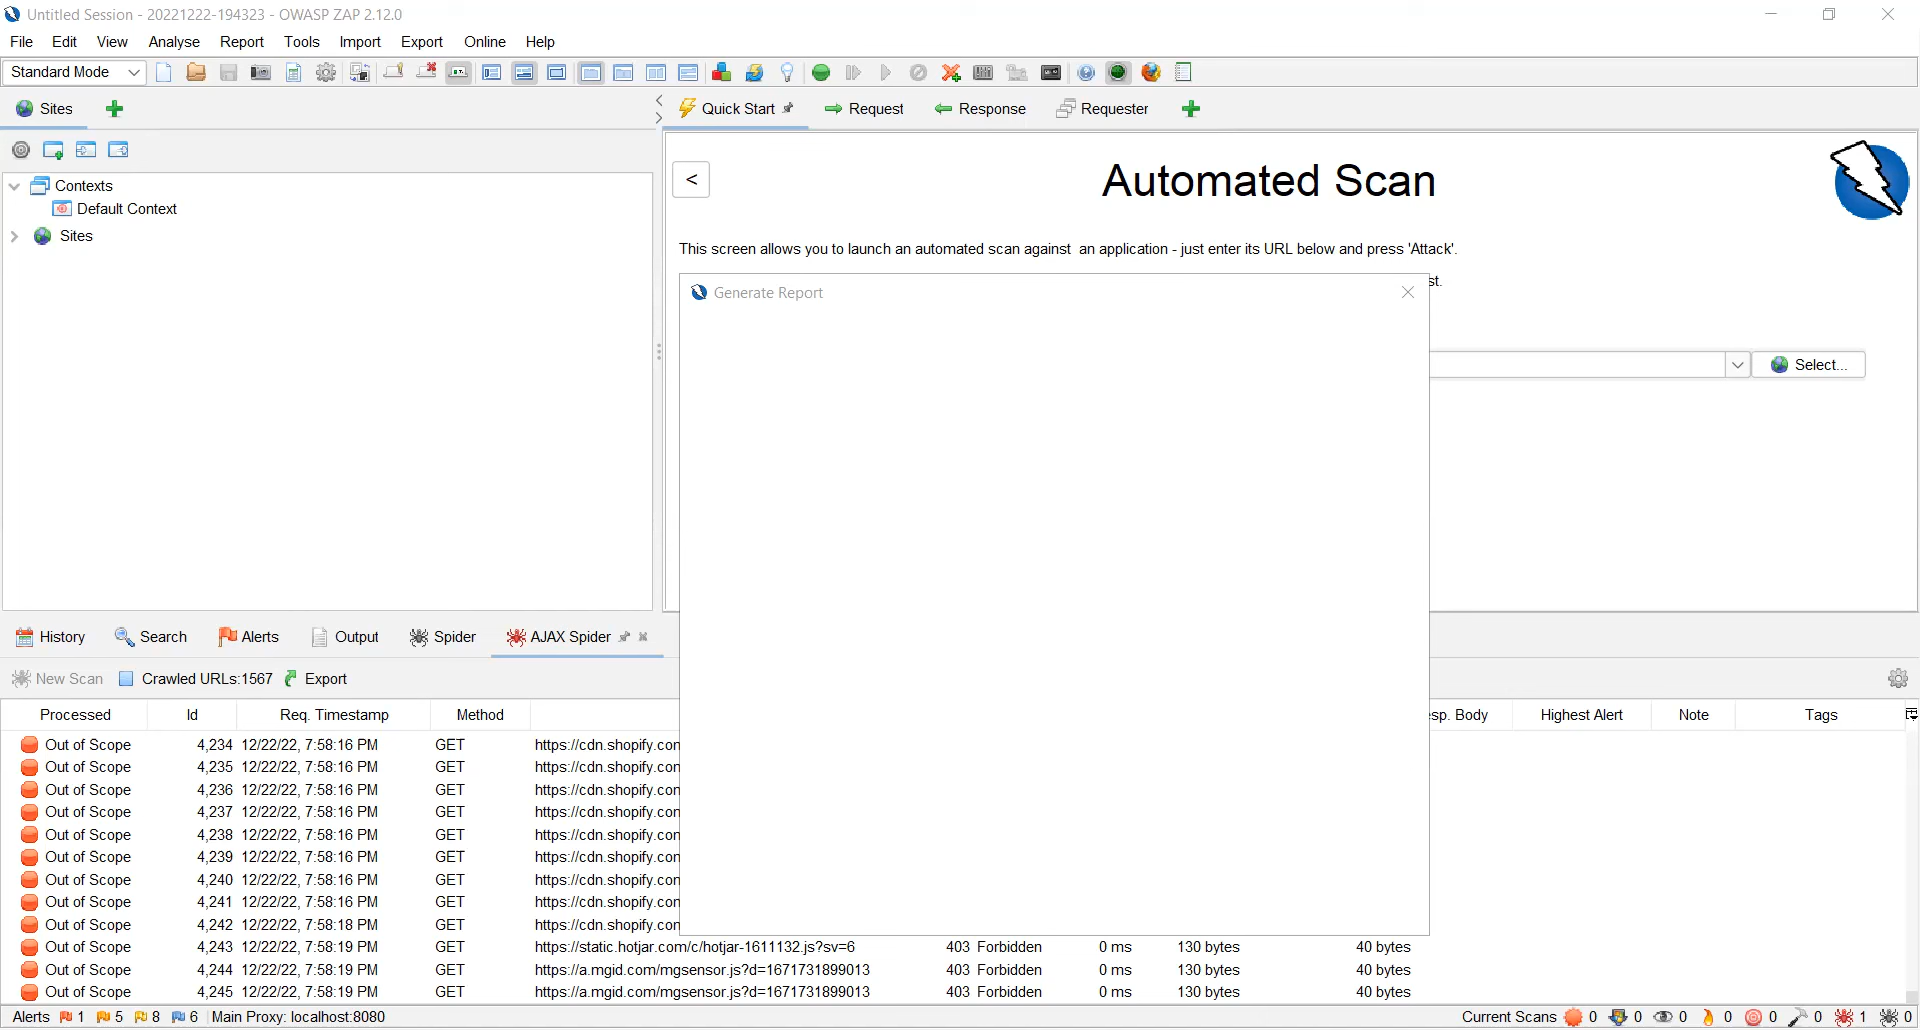 Untitled Session - 20221222-194323 - OWASP ZAP 2.12.0
File Edit View Analyse Report Tools Import Export Online Help
Standard Mode
Sites
Quick Start Request Response Requester
<
Automated Scan
Contexts
Default Context
Sites
This screen allows you to launch an automated scan against an application - just enter its URL below and press 'Attack'.
st.
Generate Report
Select...
History Search Alerts Output Spider AJAX Spider
New Scan Crawled URLs:1567 Export
Processed Id Req. Timestamp Method esp. Body Highest Alert Note Tags
Out of Scope 4,234 12/22/22, 7:58:16 PM GET https://cdn.shopify.con
Out of Scope 4,235 12/22/22, 7:58:16 PM GET https://cdn.shopify.con
Out of Scope 4,236 12/22/22, 7:58:16 PM GET https://cdn.shopify.con
Out of Scope 4,237 12/22/22, 7:58:16 PM GET https://cdn.shopify.con
Out of Scope 4,238 12/22/22, 7:58:16 PM GET https://cdn.shopify.con
Out of Scope 4,239 12/22/22, 7:58:16 PM GET https://cdn.shopify.con
Out of Scope 4,240 12/22/22, 7:58:16 PM GET https://cdn.shopify.con
Out of Scope 4,241 12/22/22, 7:58:16 PM GET https://cdn.shopify.con
Out of Scope 4,242 12/22/22, 7:58:18 PM GET https://cdn.shopify.con
Out of Scope 4,243 12/22/22, 7:58:19 PM GET https://static.hotjar.com/c/hotjar-1611132.js?sv=6 403 Forbidden 0 ms 130 bytes 40 bytes
Out of Scope 4,244 12/22/22, 7:58:19 PM GET https://a.mgid.com/mgsensor.js?d=1671731899013 403 Forbidden 0 ms 130 bytes 40 bytes
Out of Scope 4,245 12/22/22, 7:58:19 PM GET https://a.mgid.com/mgsensor.js?d=1671731899013 403 Forbidden 0 ms 130 bytes 40 bytes
Alerts 1 5 8 6 Main Proxy: localhost:8080 Current Scans 0 0 0 0 0 0 1 0